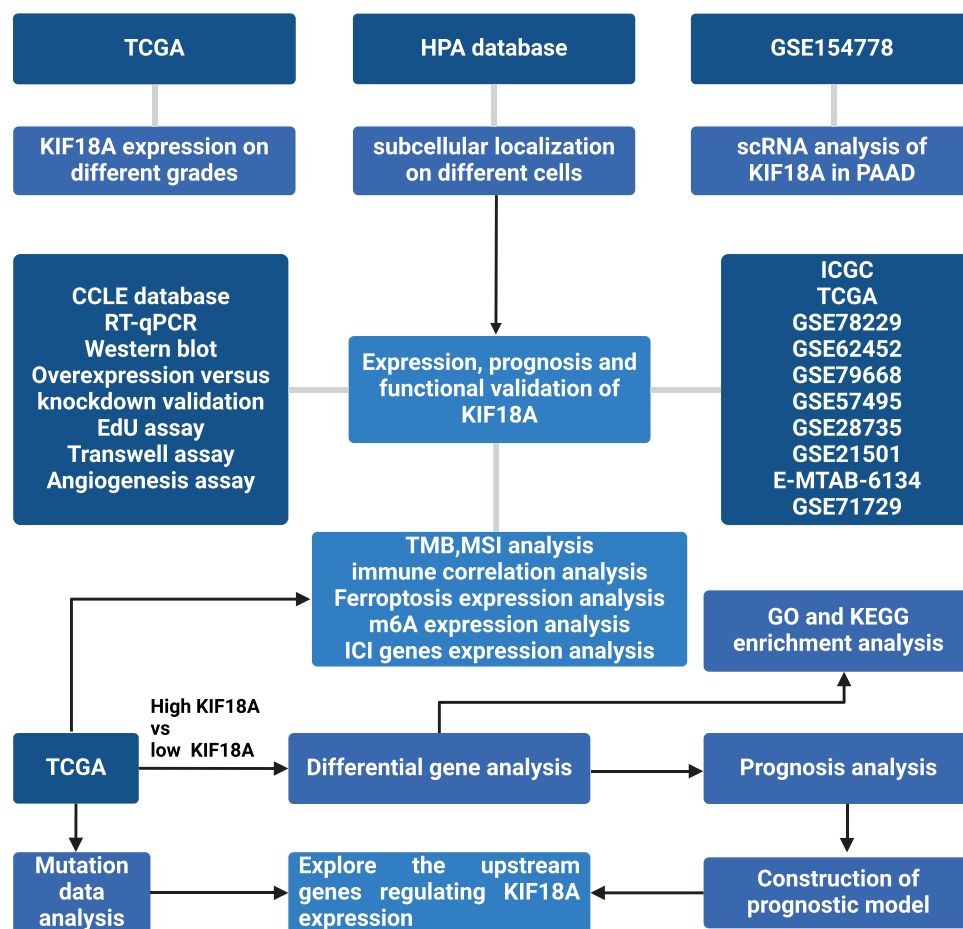 TCGA
HPA database
GSE154778
KIF18A expression on
different grades
subcellular localization
on different cells
scRNA analysis of
KIF18A in PAAD
CCLE database
RT-qPCR
Western blot
Overexpression versus
knockdown validation
EdU assay
Transwell assay
Angiogenesis assay
Expression, prognosis and
functional validation of
KIF18A
ICGC
TCGA
GSE78229
GSE62452
GSE79668
GSE57495
GSE28735
GSE21501
E-MTAB-6134
GSE71729
TMB,MSI analysis
immune correlation analysis
Ferroptosis expression analysis
m6A expression analysis
ICI genes expression analysis
GO and KEGG
enrichment analysis
High KIF18A
vs
low KIF18A
TCGA
Differential gene analysis
Prognosis analysis
Mutation
data
analysis
Explore the upstream
genes regulating KIF18A
expression
Construction of
prognostic model